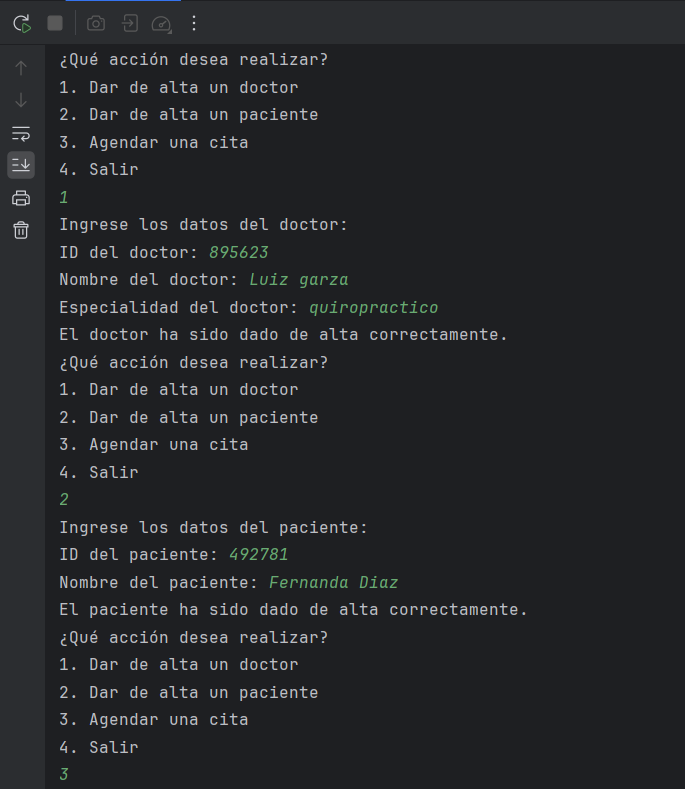 ¿Qué acción desea realizar?
1. Dar de alta un doctor
2. Dar de alta un paciente
3. Agendar una cita
4. Salir
1
Ingrese los datos del doctor:
ID del doctor: 895623
Nombre del doctor: Luiz garza
Especialidad del doctor: quiropractico
El doctor ha sido dado de alta correctamente.
¿Qué acción desea realizar?
1. Dar de alta un doctor
2. Dar de alta un paciente
3. Agendar una cita
4. Salir
2
Ingrese los datos del paciente:
ID del paciente: 492781
Nombre del paciente: Fernanda Diaz
El paciente ha sido dado de alta correctamente.
¿Qué acción desea realizar?
1. Dar de alta un doctor
2. Dar de alta un paciente
3. Agendar una cita
4. Salir
3